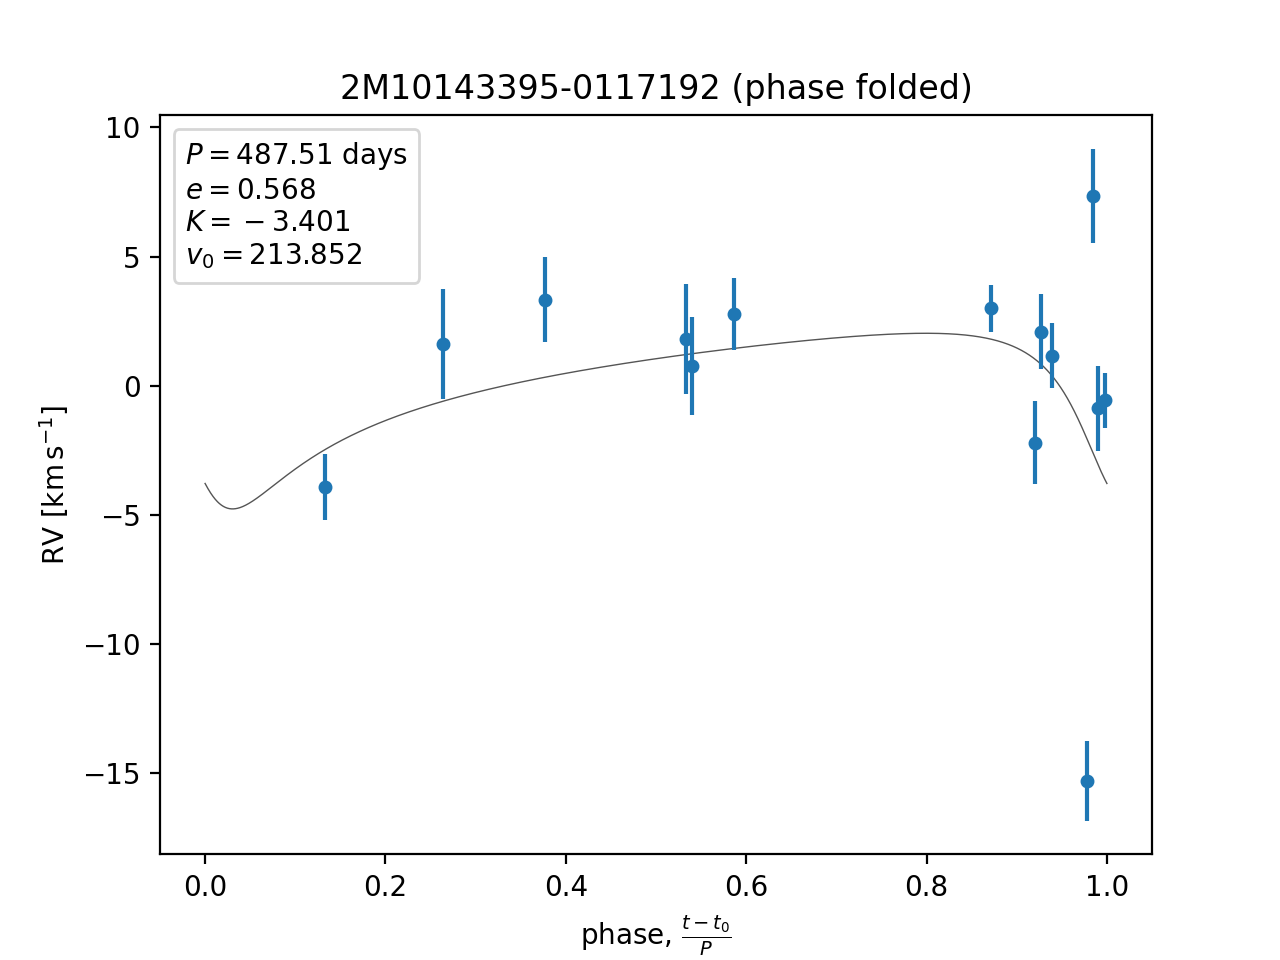 2M10143395-0117192 (phase folded)
P = 487.51 days
e = 0.568
K = −3.401
v₀ = 213.852
10
5
0
−5
−10
−15
RV [km s⁻¹]
0.0 0.2 0.4 0.6 0.8 1.0
phase, (t − t₀)/P